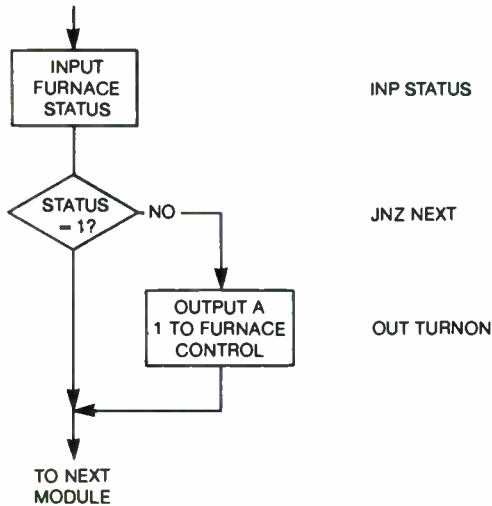 INPUT
FURNACE
STATUS
INP STATUS
STATUS
= 1?
NO
JNZ NEXT
OUTPUT A
1 TO FURNACE
CONTROL
OUT TURNON
TO NEXT
MODULE